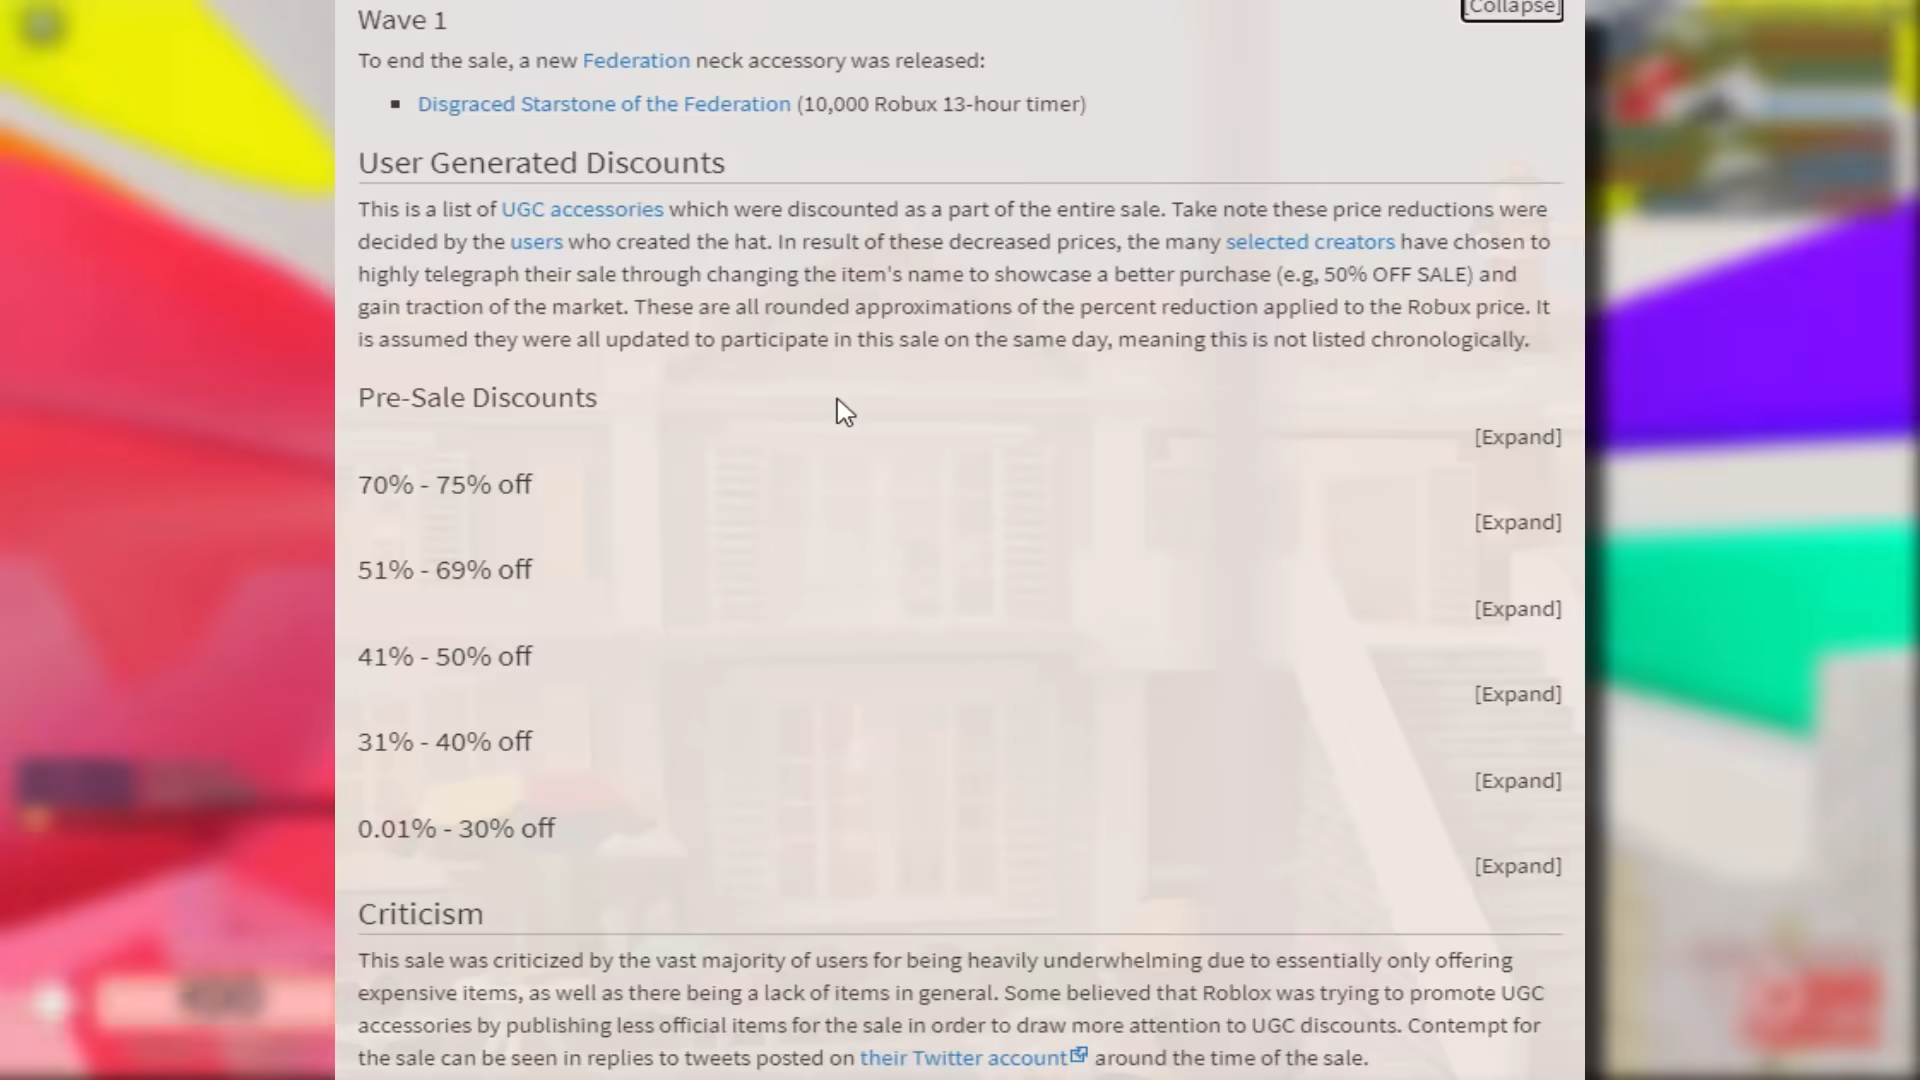 [Collapse]
Wave 1
To end the sale, a new Federation neck accessory was released:
Disgraced Starstone of the Federation (10,000 Robux 13-hour timer)
User Generated Discounts
This is a list of UGC accessories which were discounted as a part of the entire sale. Take note these price reductions were
decided by the users who created the hat. In result of these decreased prices, the many selected creators have chosen to
highly telegraph their sale through changing the item's name to showcase a better purchase (e.g, 50% OFF SALE) and
gain traction of the market. These are all rounded approximations of the percent reduction applied to the Robux price. It
is assumed they were all updated to participate in this sale on the same day, meaning this is not listed chronologically.
Pre-Sale Discounts
[Expand]
70% - 75% off
[Expand]
51% - 69% off
[Expand]
41% - 50% off
[Expand]
31% - 40% off
[Expand]
0.01% - 30% off
[Expand]
Criticism
This sale was criticized by the vast majority of users for being heavily underwhelming due to essentially only offering
expensive items, as well as there being a lack of items in general. Some believed that Roblox was trying to promote UGC
accessories by publishing less official items for the sale in order to draw more attention to UGC discounts. Contempt for
the sale can be seen in replies to tweets posted on their Twitter account around the time of the sale.